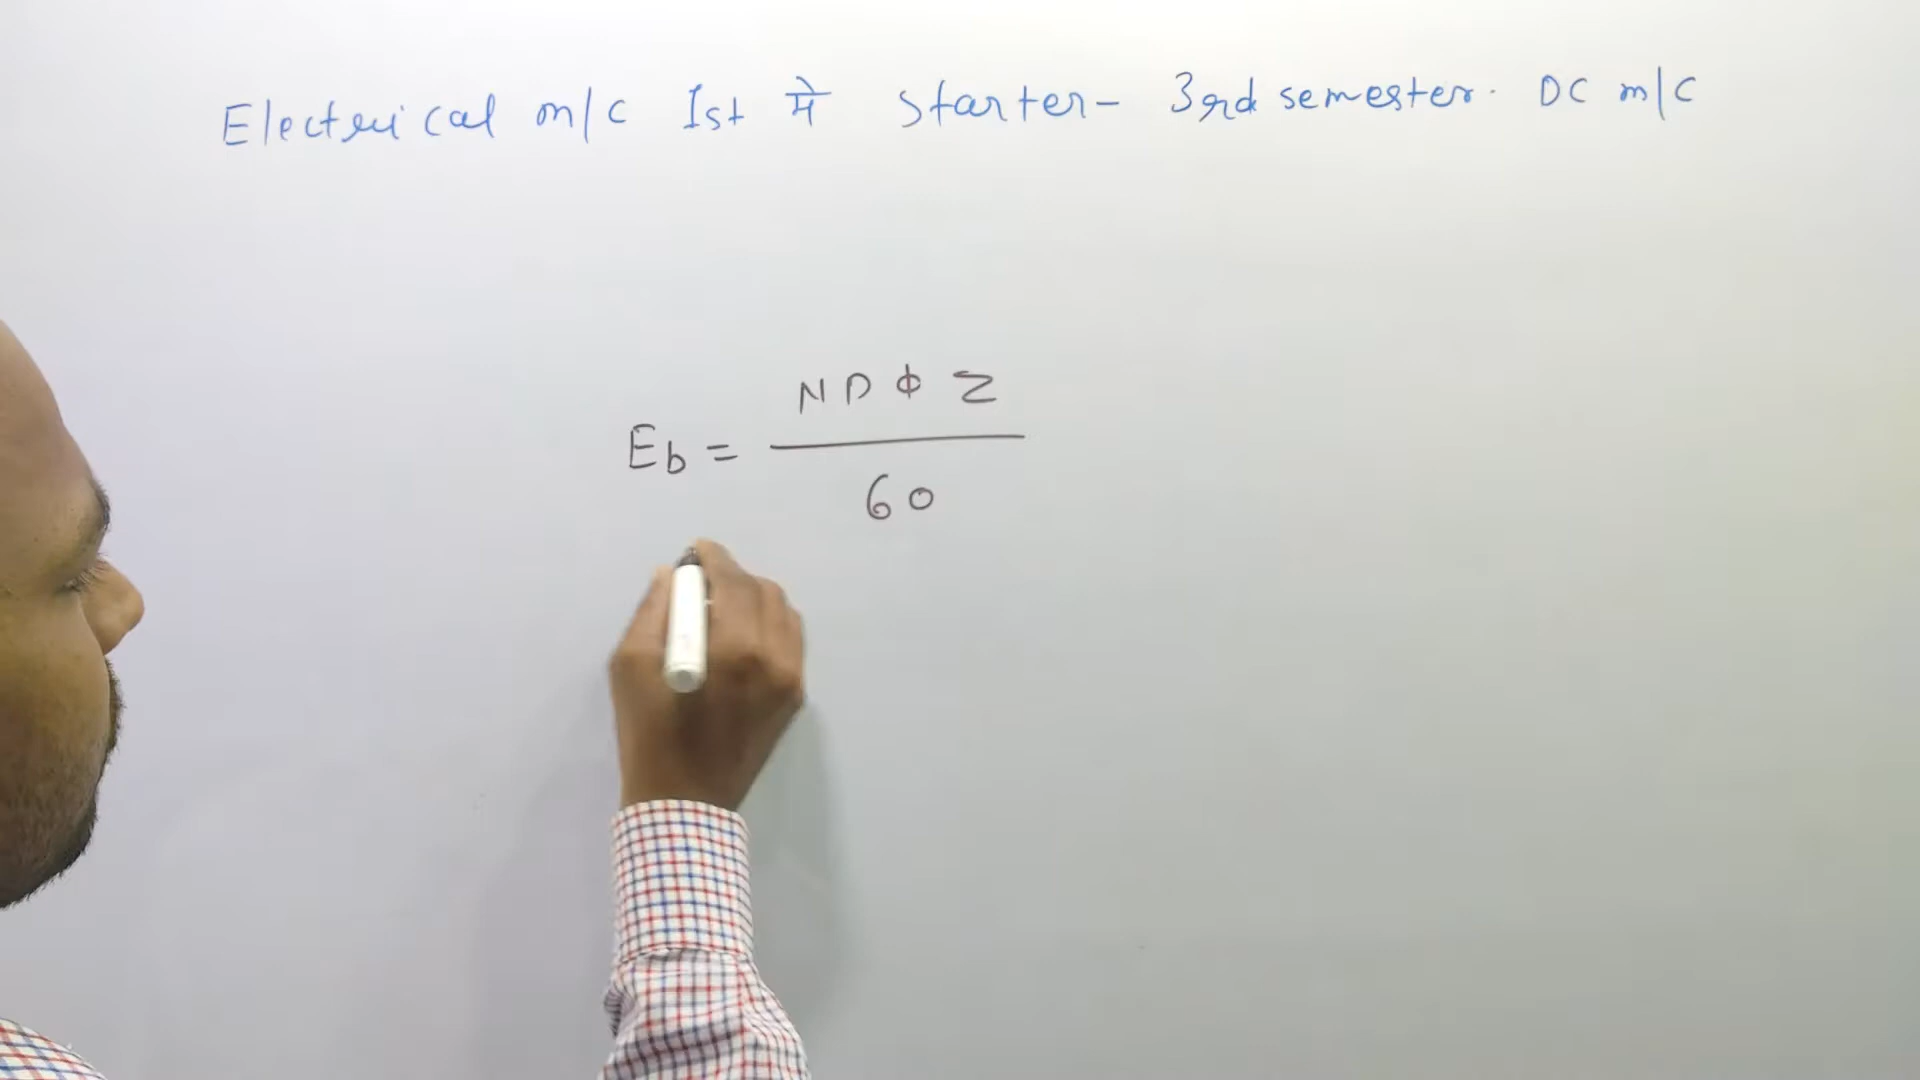 Electrical m/c Ist में Starter- 3rd semester. DC m/c
Eb = NPϕZ
60